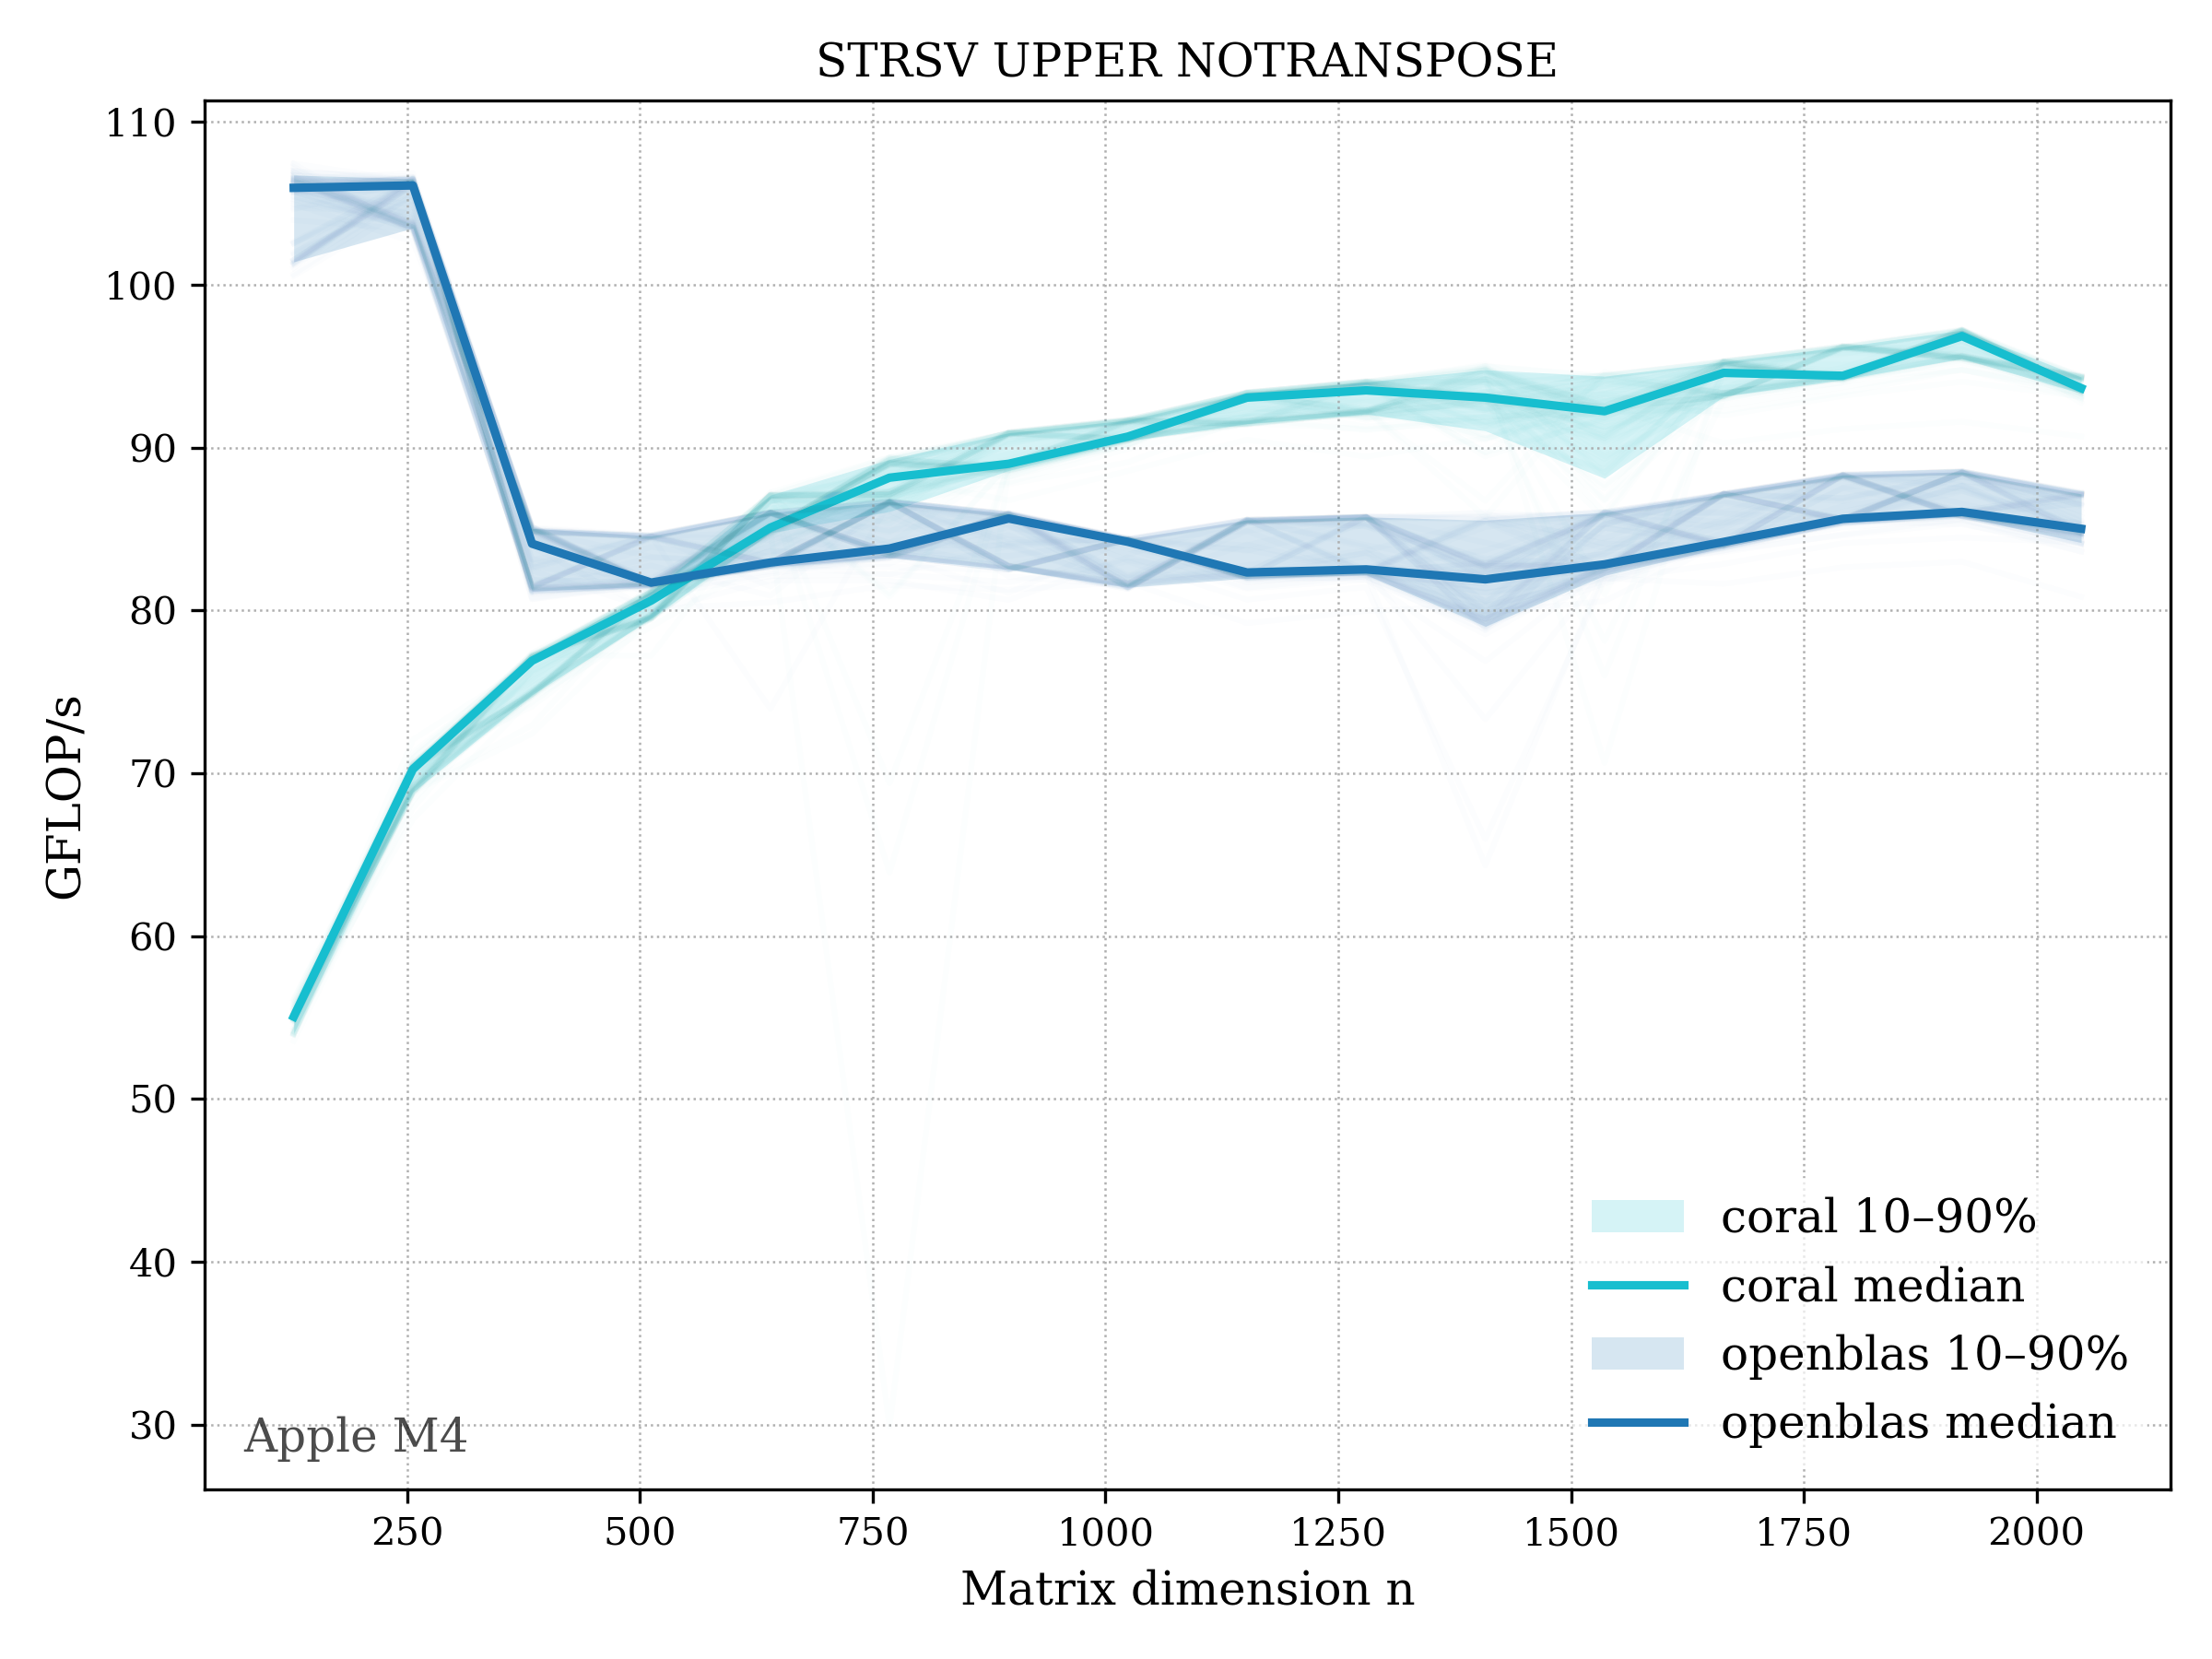 STRSV UPPER NOTRANSPOSE
110
100
90
80
70
60
50
40
30
GFLOP/s
coral 10–90%
coral median
openblas 10–90%
openblas median
Apple M4
250 500 750 1000 1250 1500 1750 2000
Matrix dimension n